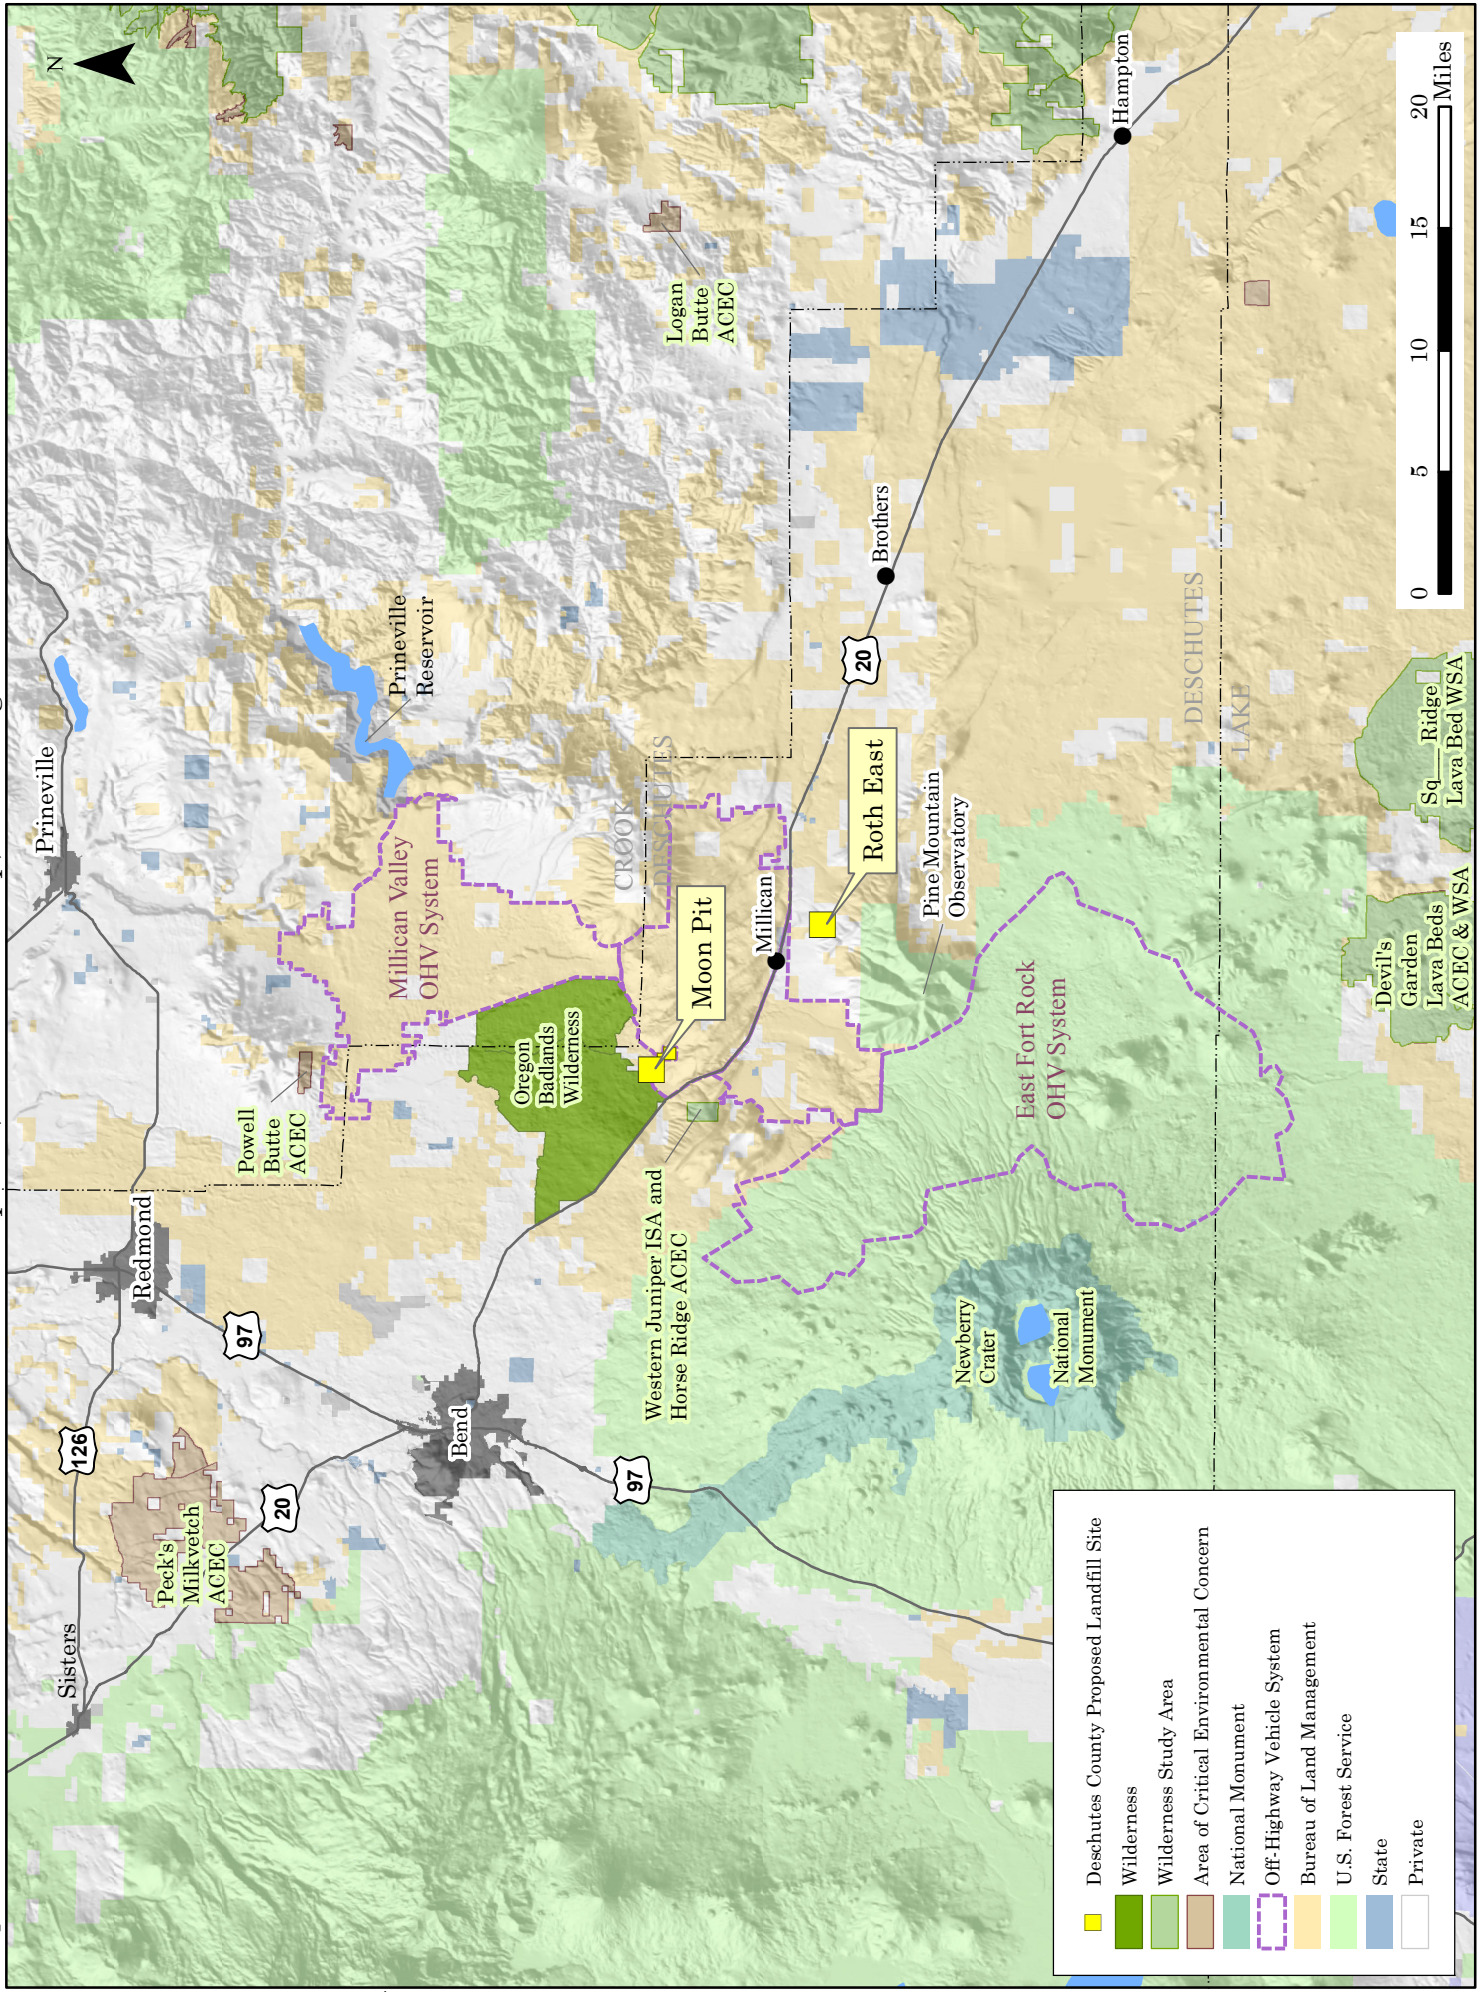 N
Sisters
126
Redmond
Prineville
Peck's
Milkvetch
ACEC
20
97
Powell
Butte
ACEC
Prineville
Reservoir
Millican Valley
OHV System
Bend
Oregon
Badlands
Wilderness
97
Western Juniper ISA and
Horse Ridge ACEC
CROOK
DESCHUTES
Moon Pit
Logan
Butte
ACEC
Millican
Roth East
20
Brothers
Hampton
Pine Mountain
Observatory
Newberry
Crater
National
Monument
East Fort Rock
OHV System
DESCHUTES
LAKE
Devil's
Garden
Lava Beds
ACEC & WSA
Sq___ Ridge
Lava Bed WSA
Deschutes County Proposed Landfill Site
Wilderness
Wilderness Study Area
Area of Critical Environmental Concern
National Monument
Off-Highway Vehicle System
Bureau of Land Management
U.S. Forest Service
State
Private
0 5 10 15 20
Miles